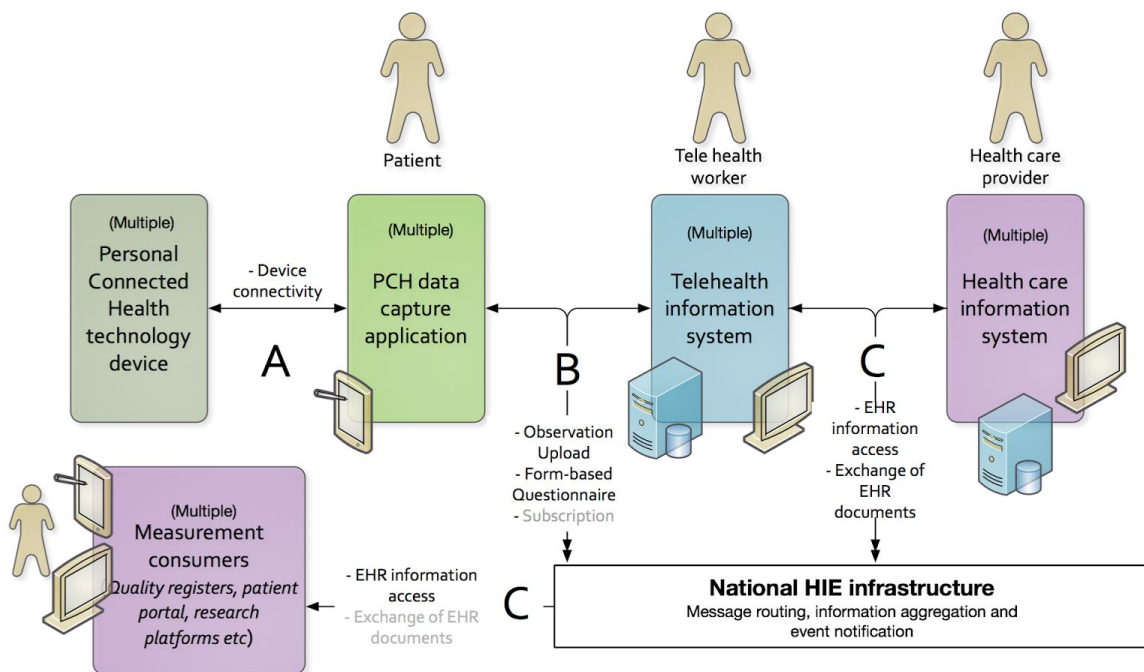 Patient
Tele health
worker
Health care
provider
(Multiple)
Personal
Connected
Health
technology
device
- Device
connectivity
A
(Multiple)
PCH data
capture
application
B
- Observation
Upload
- Form-based
Questionnaire
- Subscription
(Multiple)
Telehealth
information
system
C
- EHR
information
access
- Exchange of
EHR
documents
(Multiple)
Health care
information
system
(Multiple)
Measurement
consumers
(Quality registers, patient
portal, research
platforms etc)
- EHR information
access
- Exchange of EHR
documents
C
National HIE infrastructure
Message routing, information aggregation and
event notification